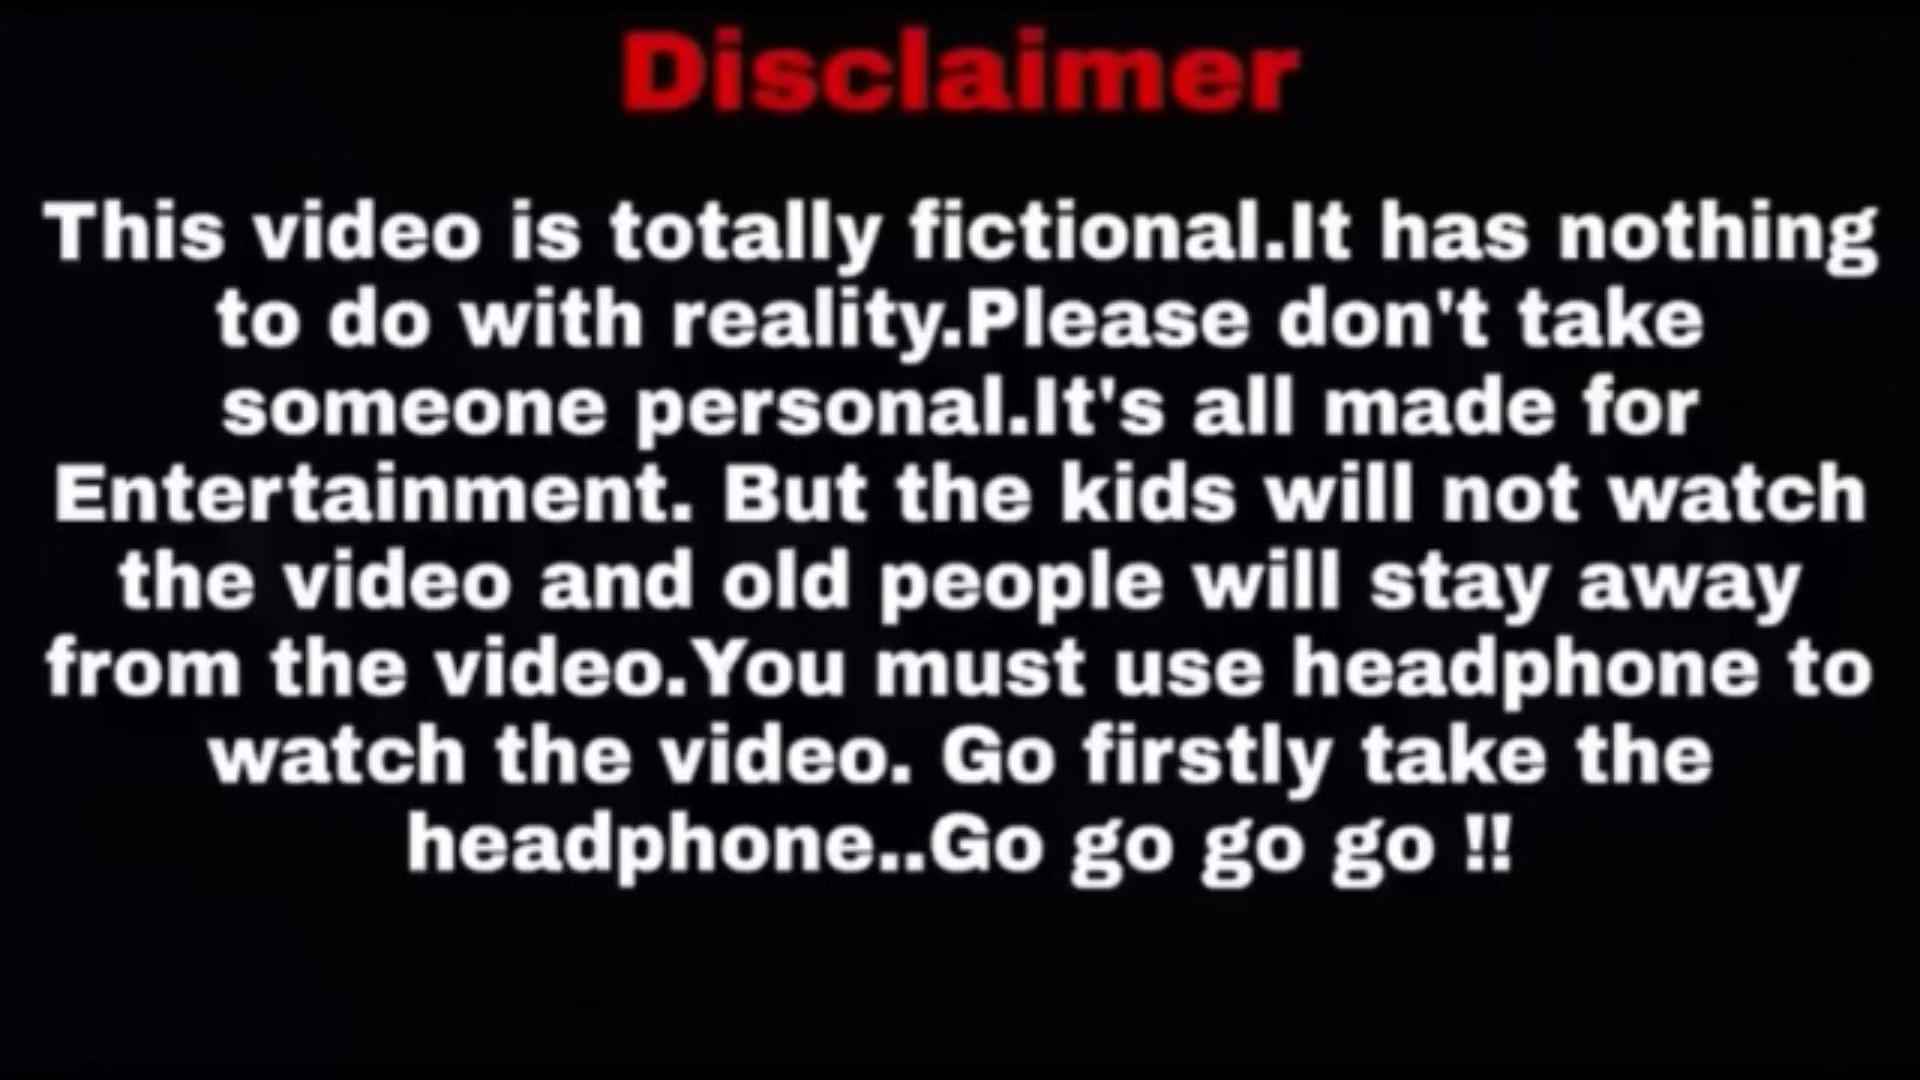 Disclaimer
This video is totally fictional.It has nothing
to do with reality.Please don't take
someone personal.It's all made for
Entertainment. But the kids will not watch
the video and old people will stay away
from the video.You must use headphone to
watch the video. Go firstly take the
headphone..Go go go go !!